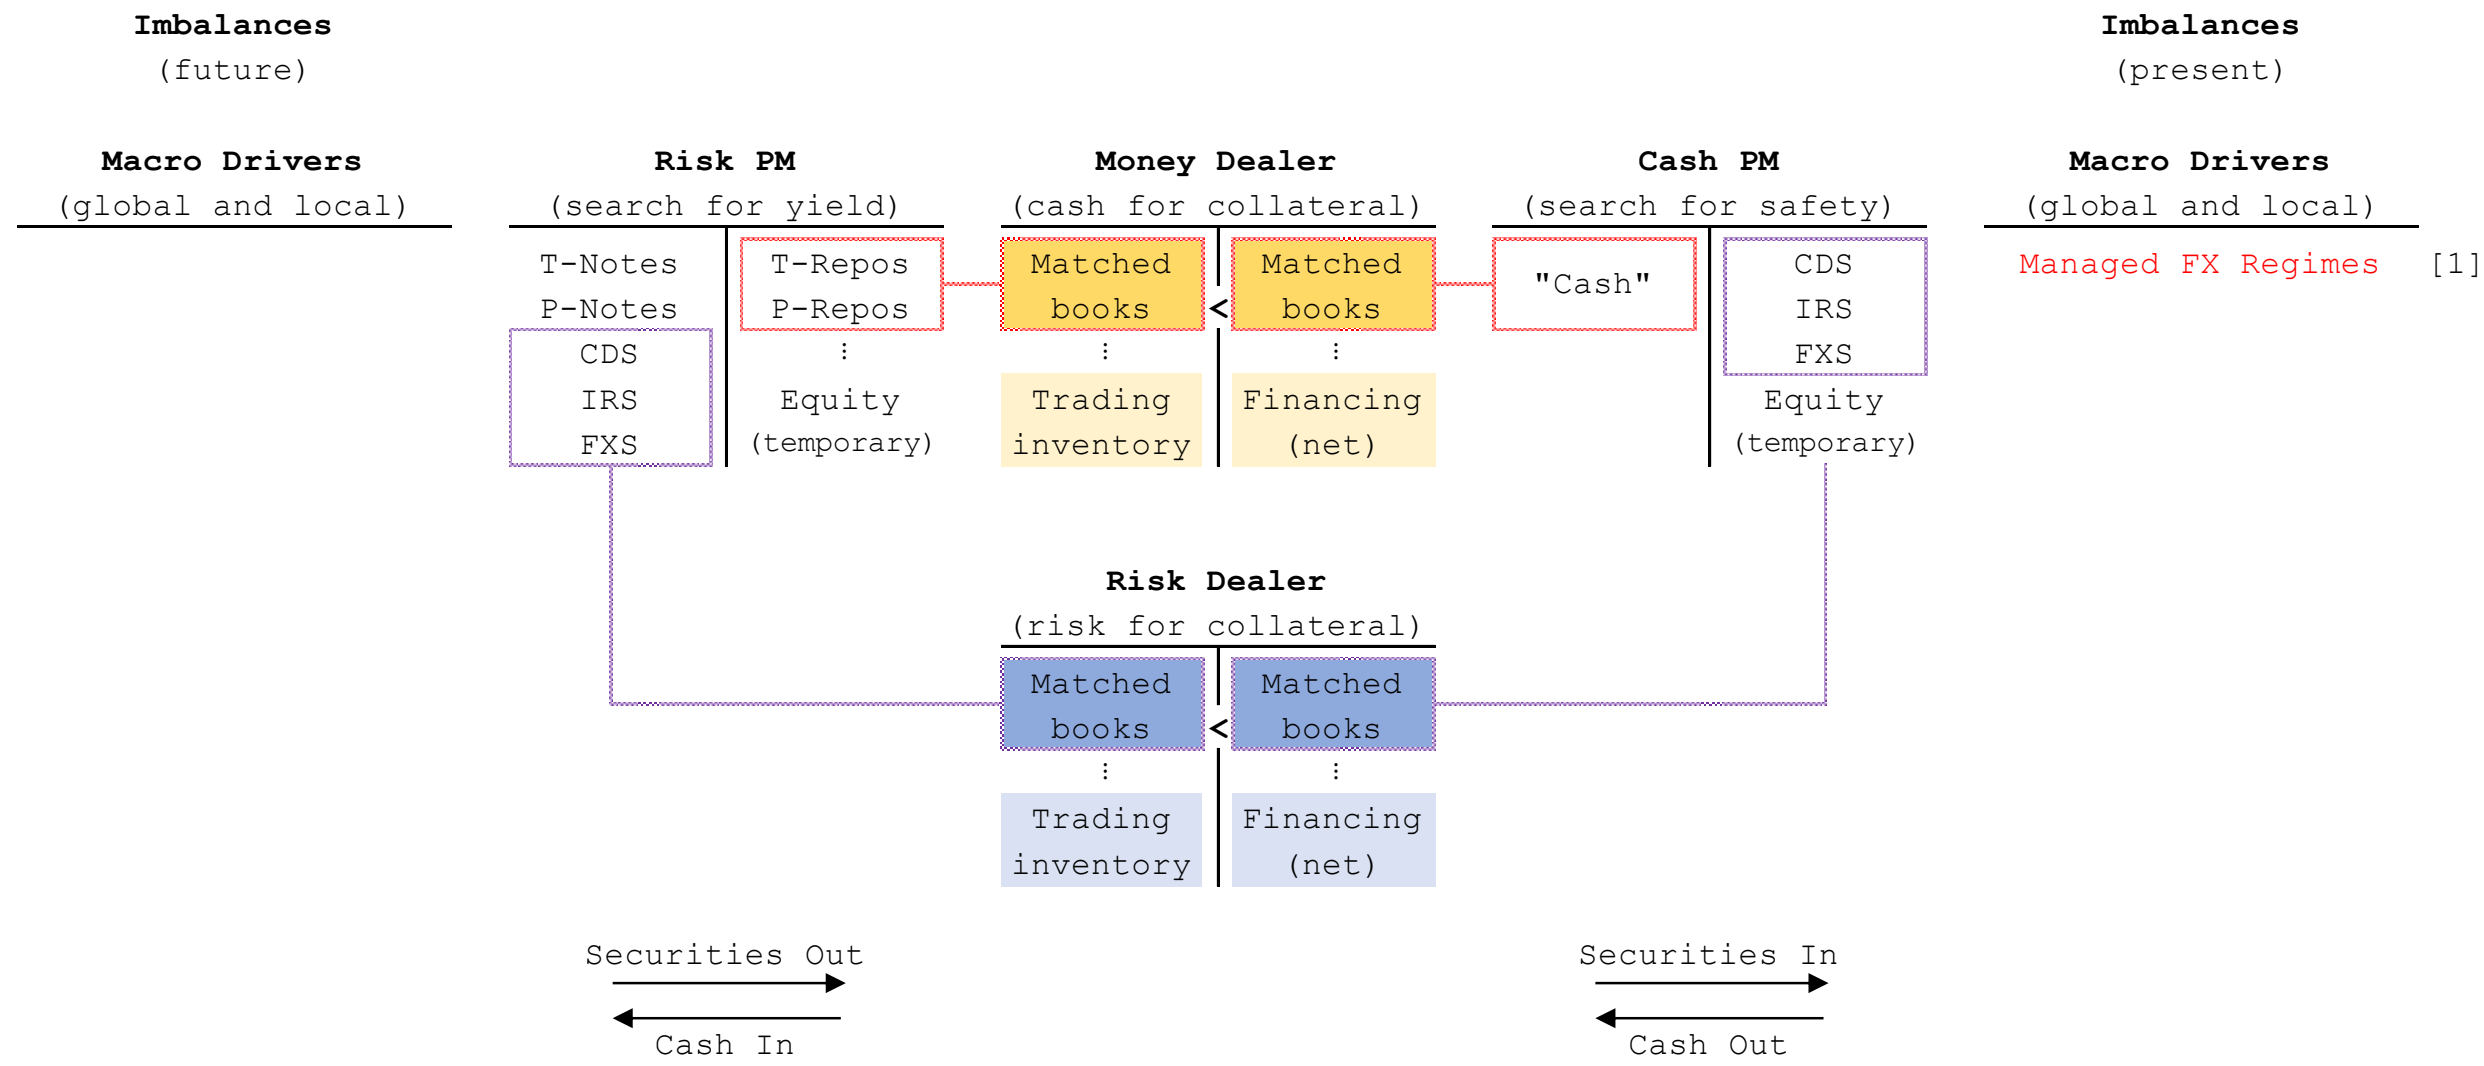 Imbalances
(future)
Imbalances
(present)
Macro Drivers
(global and local)
Risk PM
(search for yield)
Money Dealer
(cash for collateral)
Cash PM
(search for safety)
Macro Drivers
(global and local)
T-Notes
P-Notes
CDS
IRS
FXS
T-Repos
P-Repos
⋮
Equity
(temporary)
Matched
books
⋮
Trading
inventory
<
Matched
books
⋮
Financing
(net)
"Cash"
CDS
IRS
FXS
Equity
(temporary)
Managed FX Regimes [1]
Risk Dealer
(risk for collateral)
Matched
books
⋮
Trading
inventory
<
Matched
books
⋮
Financing
(net)
Securities Out
Cash In
Securities In
Cash Out